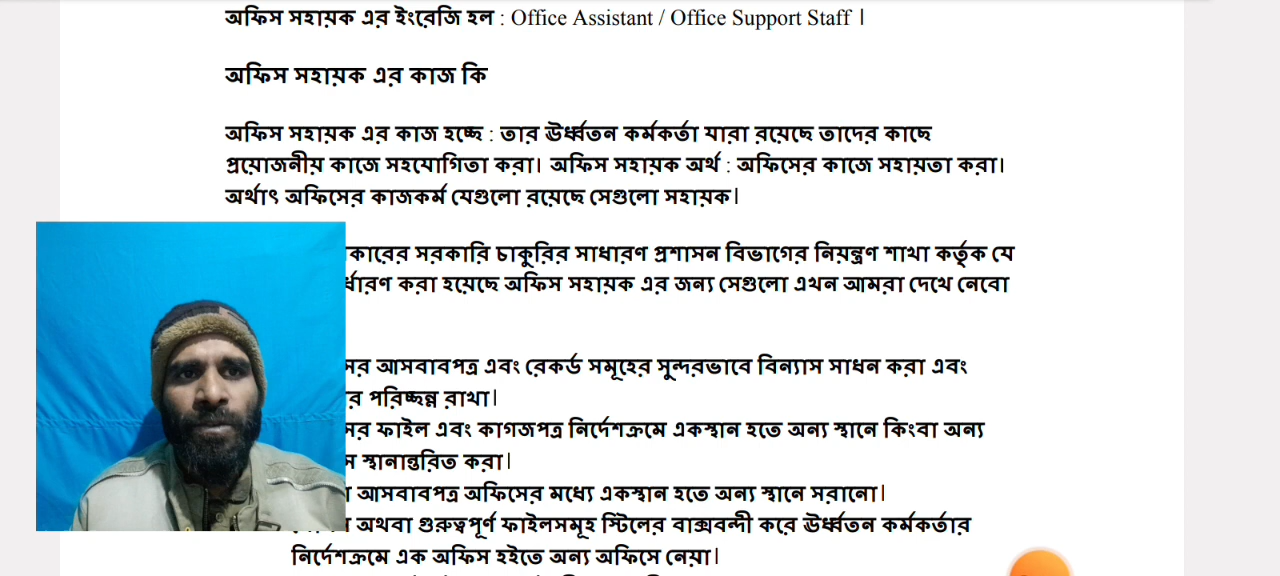 অফিস সহায়ক এর ইংরেজি হল : Office Assistant / Office Support Staff ।
অফিস সহায়ক এর কাজ কি
অফিস সহায়ক এর কাজ হচ্ছে : তার ঊর্ধ্বতন কর্মকর্তা যারা রয়েছে তাদের কাছে
প্রয়োজনীয় কাজে সহযোগিতা করা। অফিস সহায়ক অর্থ : অফিসের কাজে সহায়তা করা।
অর্থাৎ অফিসের কাজকর্ম যেগুলো রয়েছে সেগুলো সহায়ক।
সরকারি চাকুরির সাধারণ প্রশাসন বিভাগের নিয়ন্ত্রণ শাখা কর্তৃক যে
করা হয়েছে অফিস সহায়ক এর জন্য সেগুলো এখন আমরা দেখে নেবো
আসবাবপত্র এবং রেকর্ড সমূহের সুন্দরভাবে বিন্যাস সাধন করা এবং
পরিচ্ছন্ন রাখা।
ফাইল এবং কাগজপত্র নির্দেশক্রমে একস্থান হতে অন্য স্থানে কিংবা অন্য
স্থানান্তরিত করা।
আসবাবপত্র অফিসের মধ্যে একস্থান হতে অন্য স্থানে সরানো।
অথবা গুরুত্বপূর্ণ ফাইলসমূহ স্টিলের বাক্সবন্দী করে ঊর্ধ্বতন কর্মকর্তার
নির্দেশক্রমে এক অফিস হইতে অন্য অফিসে নেয়া।